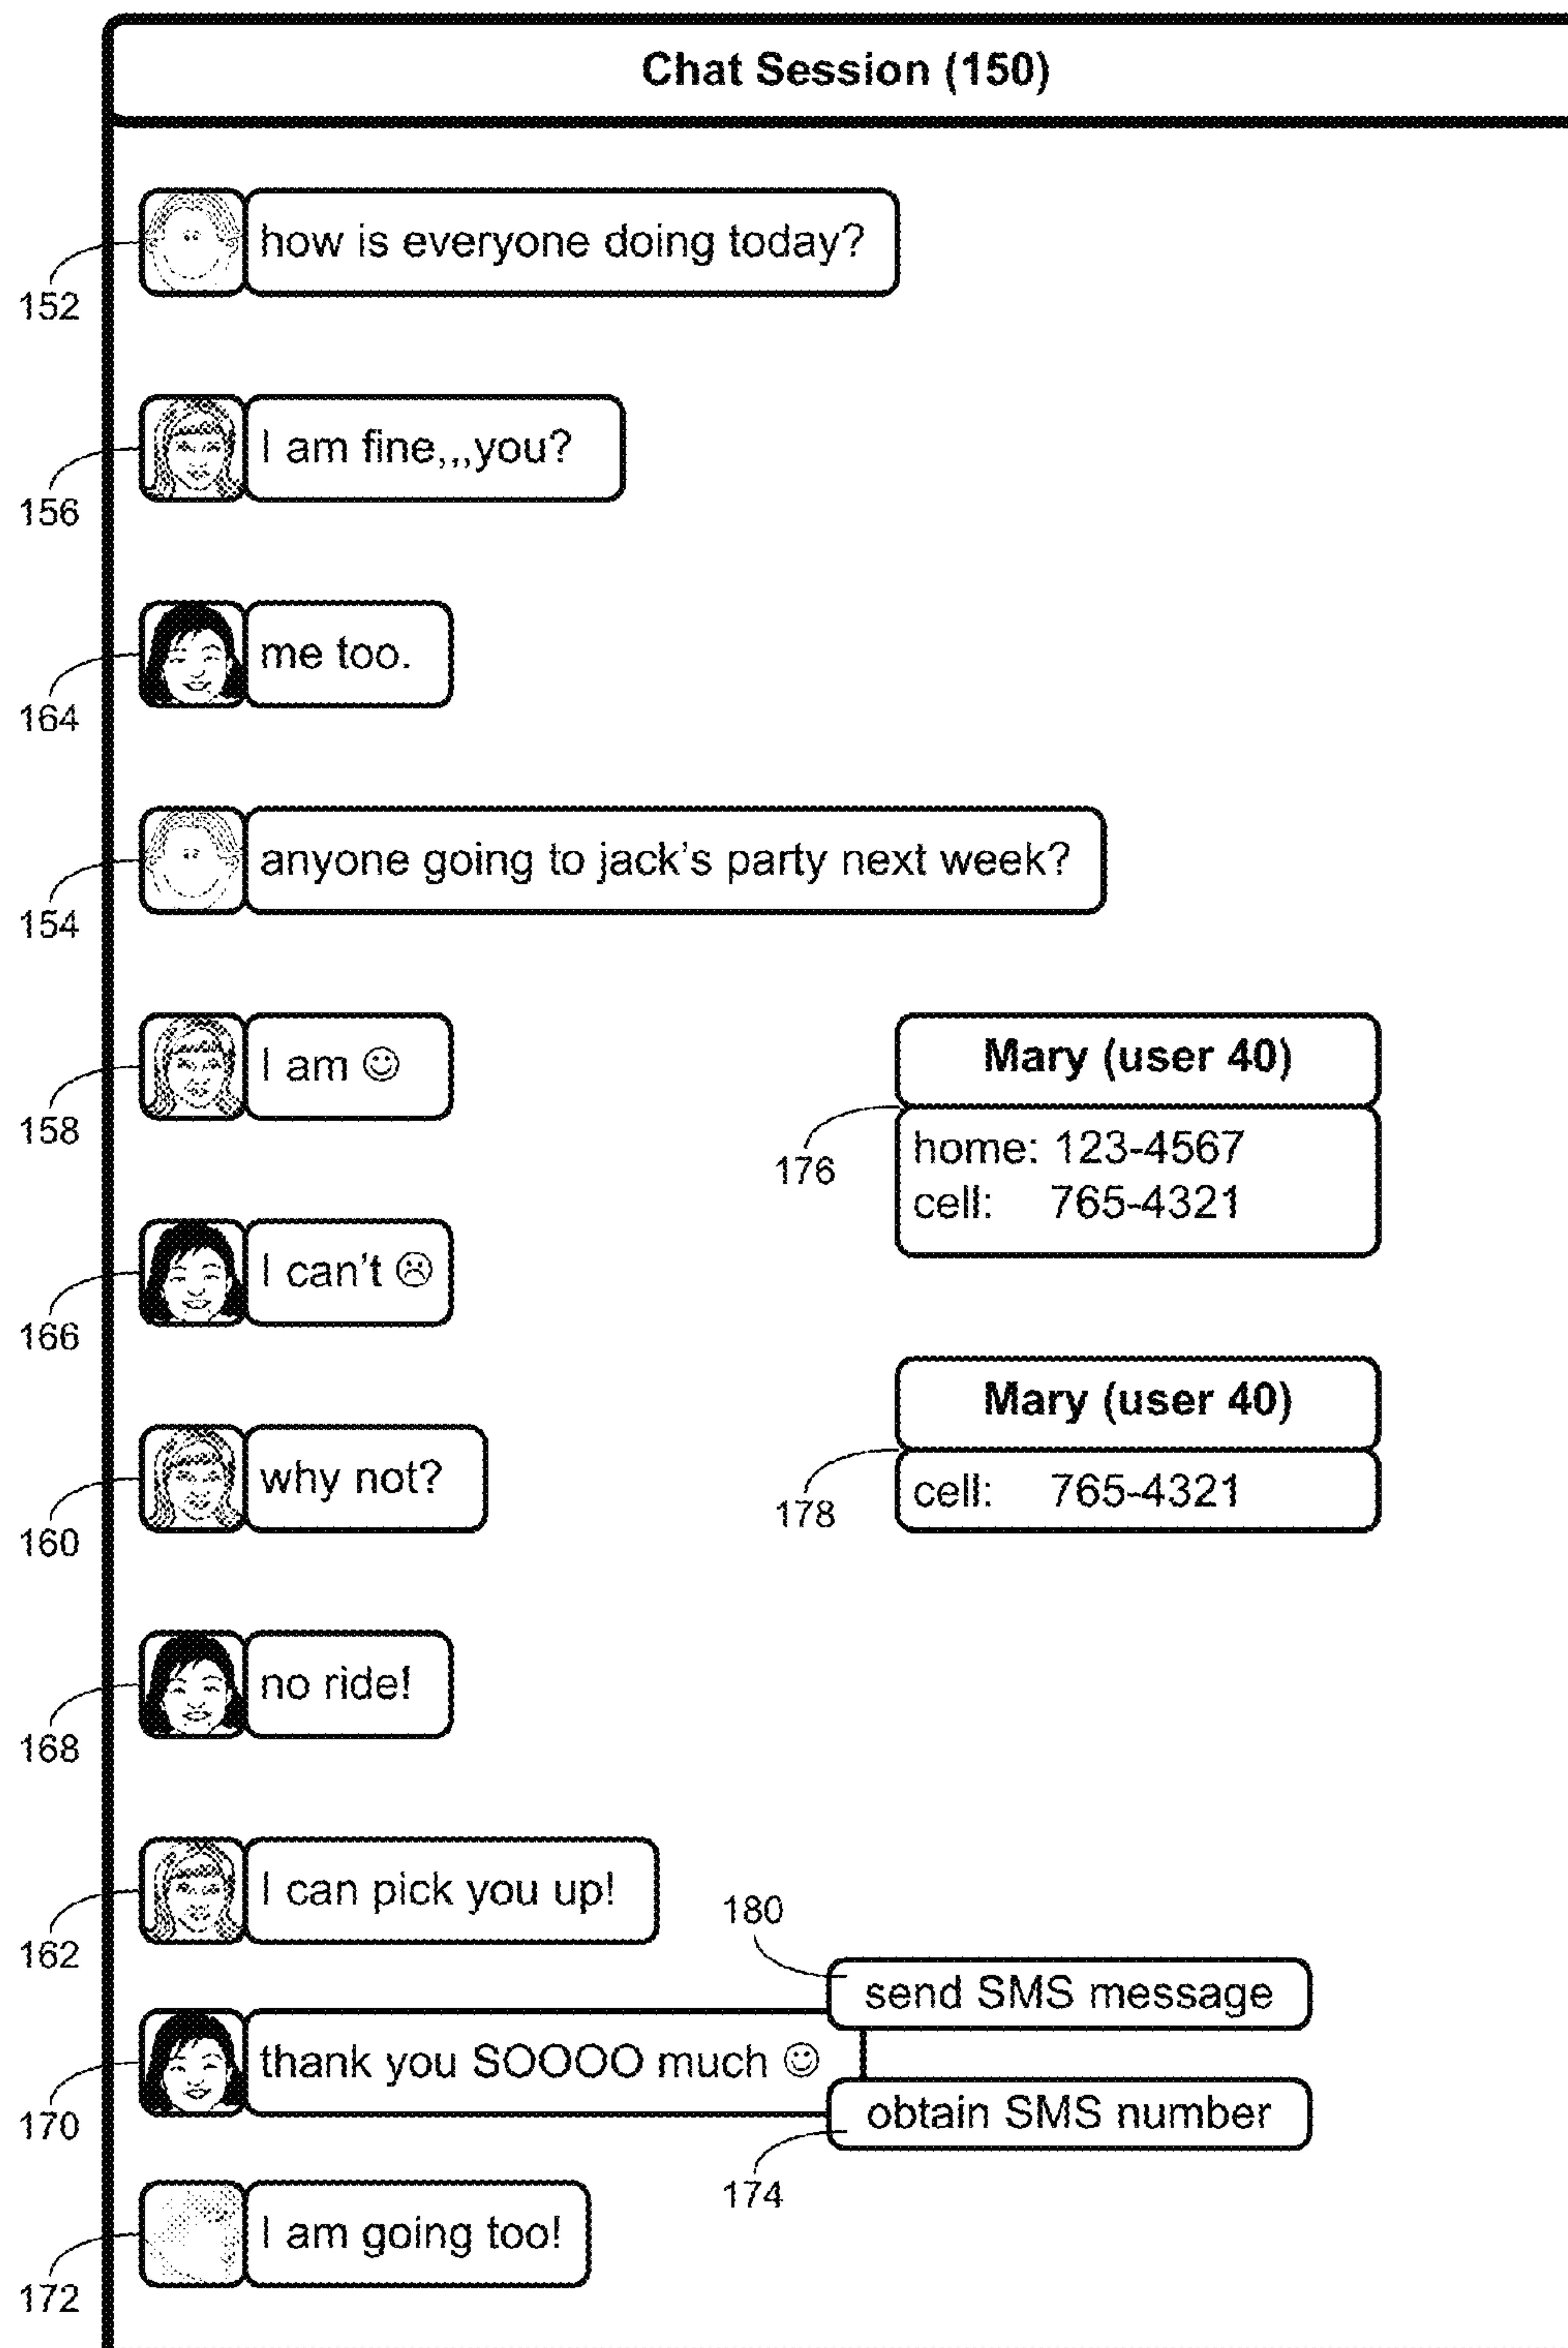 Chat Session (150)
how is everyone doing today?
152
I am fine,,,you?
156
me too.
164
anyone going to jack's party next week?
154
I am ☺
158
Mary (user 40)
home: 123-4567
cell: 765-4321
176
I can't ☹
166
Mary (user 40)
cell: 765-4321
178
why not?
160
no ride!
168
I can pick you up!
162
180
send SMS message
thank you SOOOO much ☺
170
obtain SMS number
174
I am going too!
172